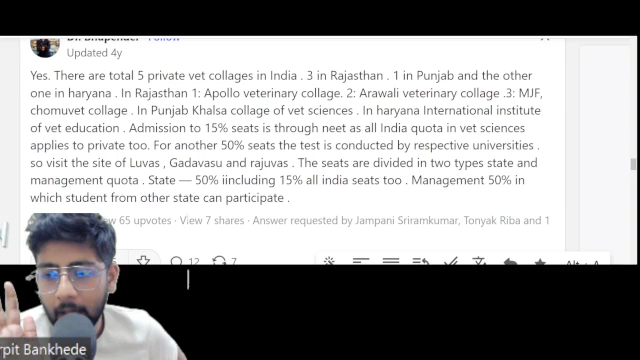 Dr. Bhupender · Follow
Updated 4y
Yes. There are total 5 private vet collages in India . 3 in Rajasthan . 1 in Punjab and the other
one in haryana . In Rajasthan 1: Apollo veterinary collage. 2: Arawali veterinary collage .3: MJF,
chomuvet collage . In Punjab Khalsa collage of vet sciences . In haryana International institute
of vet education . Admission to 15% seats is through neet as all India quota in vet sciences
applies to private too. For another 50% seats the test is conducted by respective universities .
so visit the site of Luvas , Gadavasu and rajuvas . The seats are divided in two types state and
management quota . State — 50% iincluding 15% all india seats too . Management 50% in
which student from other state can participate .
65 upvotes · View 7 shares · Answer requested by Jampani Sriramkumar, Tonyak Riba and 1
12 7
Alt + A
rpit Bankhede